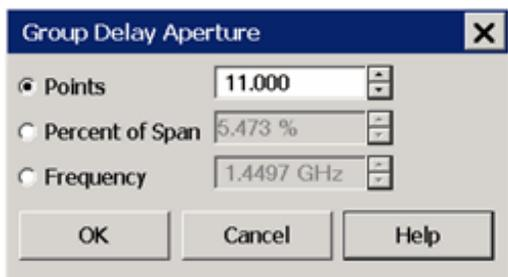 Group Delay Aperture
Points 11.000
Percent of Span 5.473 %
Frequency 1.4497 GHz
OK Cancel Help